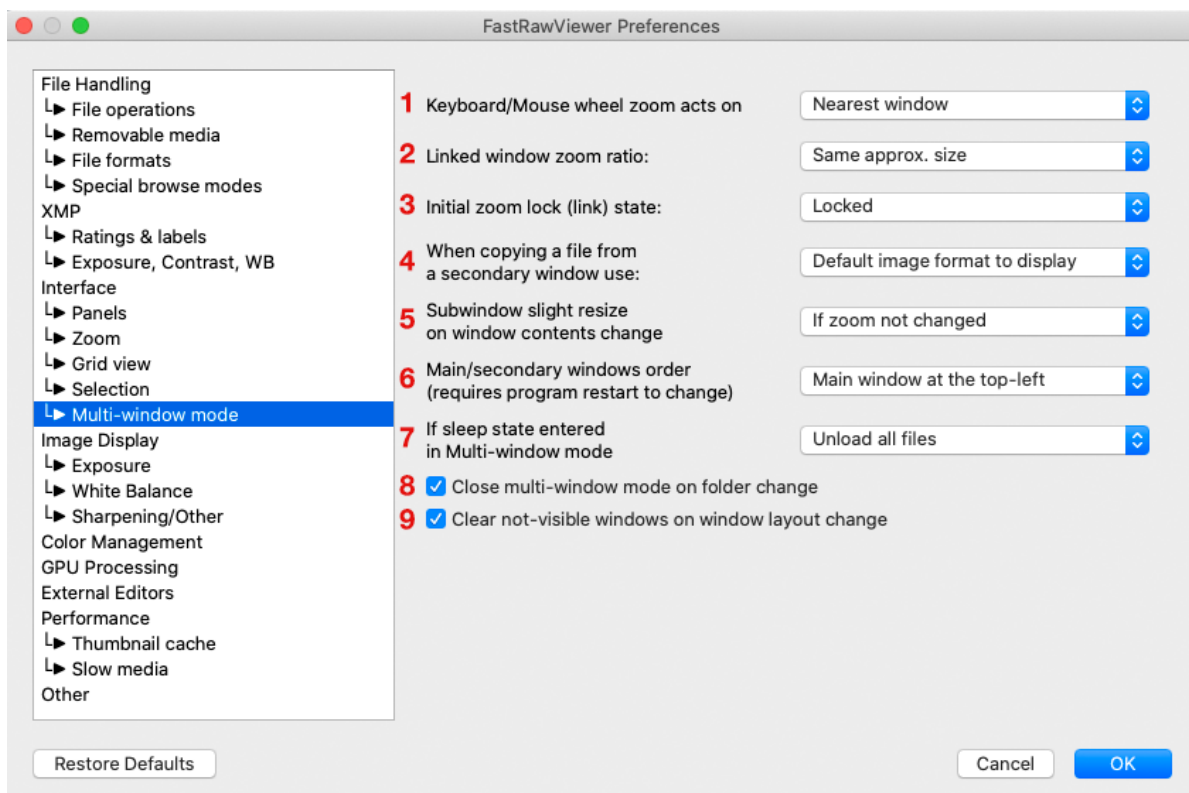 FastRawViewer Preferences
File Handling
File operations
Removable media
File formats
Special browse modes
XMP
Ratings & labels
Exposure, Contrast, WB
Interface
Panels
Zoom
Grid view
Selection
Multi-window mode
Image Display
Exposure
White Balance
Sharpening/Other
Color Management
GPU Processing
External Editors
Performance
Thumbnail cache
Slow media
Other
1 Keyboard/Mouse wheel zoom acts on Nearest window
2 Linked window zoom ratio: Same approx. size
3 Initial zoom lock (link) state: Locked
4 When copying a file from
a secondary window use: Default image format to display
5 Subwindow slight resize
on window contents change If zoom not changed
6 Main/secondary windows order
(requires program restart to change) Main window at the top-left
7 If sleep state entered
in Multi-window mode Unload all files
8 Close multi-window mode on folder change
9 Clear not-visible windows on window layout change
Restore Defaults Cancel OK